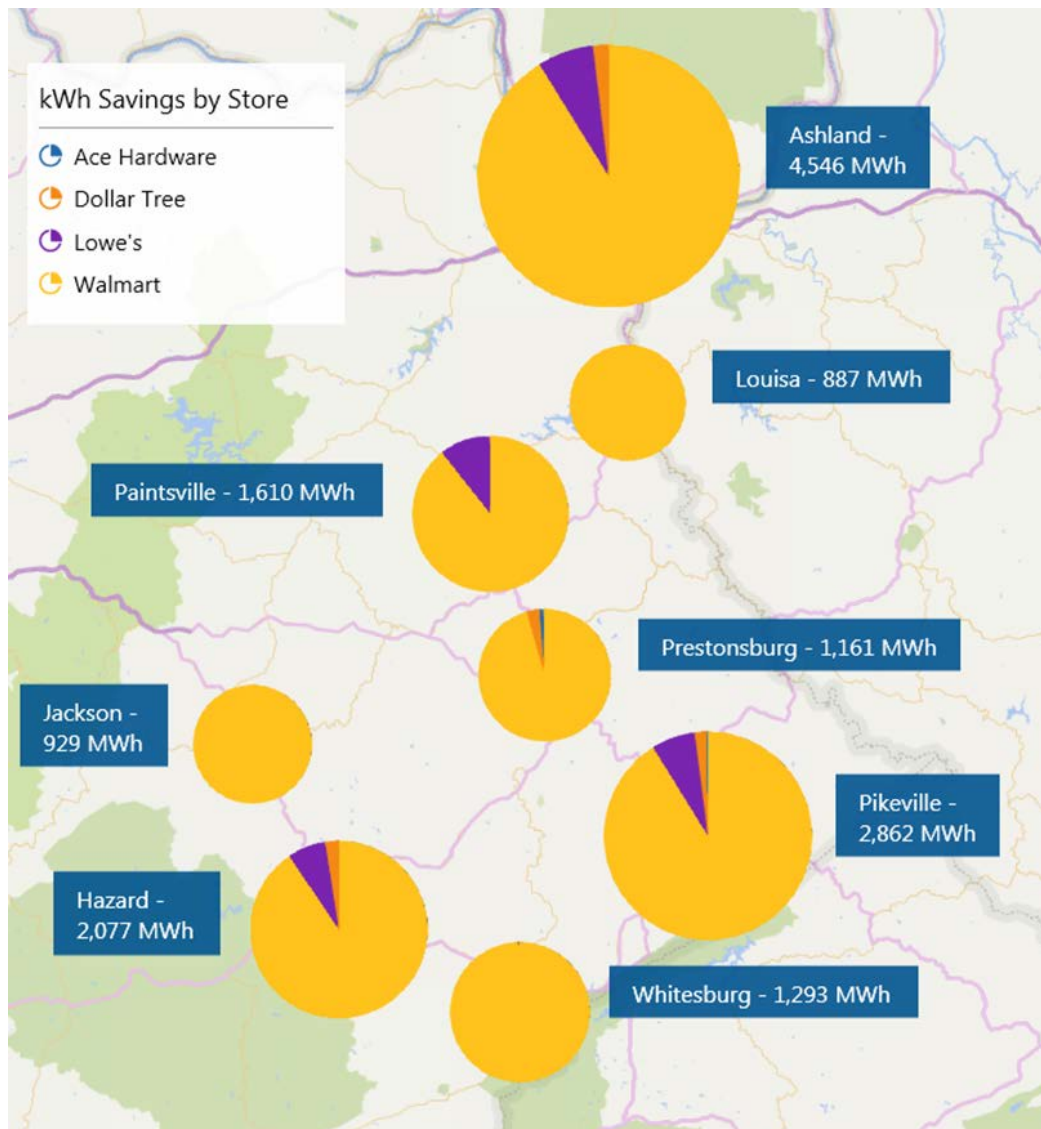 kWh Savings by Store
Ace Hardware
Dollar Tree
Lowe's
Walmart
Ashland -
4,546 MWh
Louisa - 887 MWh
Paintsville - 1,610 MWh
Prestonsburg - 1,161 MWh
Jackson -
929 MWh
Pikeville -
2,862 MWh
Hazard -
2,077 MWh
Whitesburg - 1,293 MWh